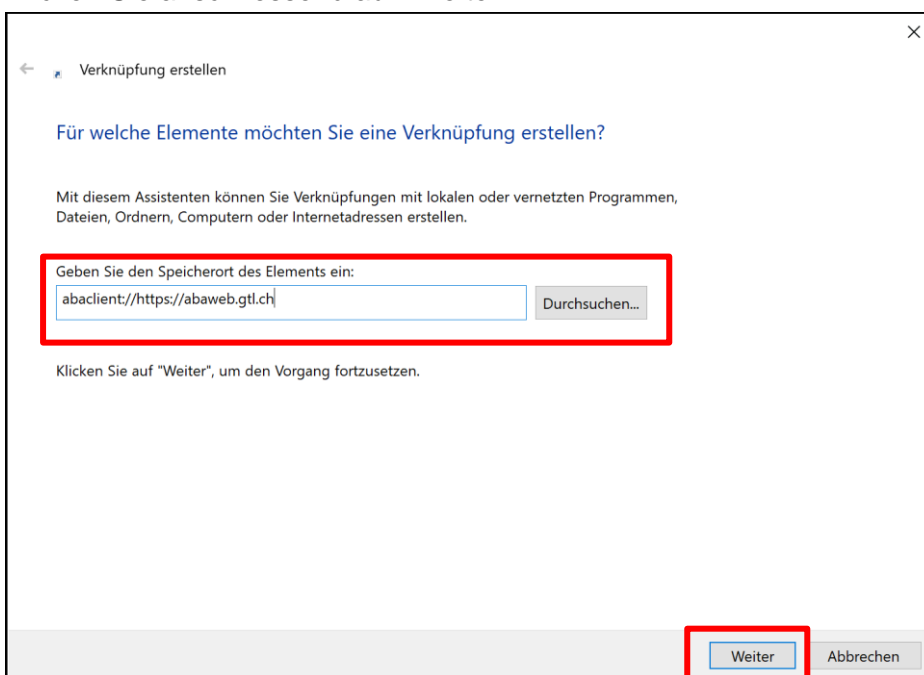 Verknüpfung erstellen
Für welche Elemente möchten Sie eine Verknüpfung erstellen?
Mit diesem Assistenten können Sie Verknüpfungen mit lokalen oder vernetzten Programmen,
Dateien, Ordnern, Computern oder Internetadressen erstellen.
Geben Sie den Speicherort des Elements ein:
abaclient://https://abaweb.gtl.ch
Durchsuchen...
Klicken Sie auf "Weiter", um den Vorgang fortzusetzen.
Weiter
Abbrechen